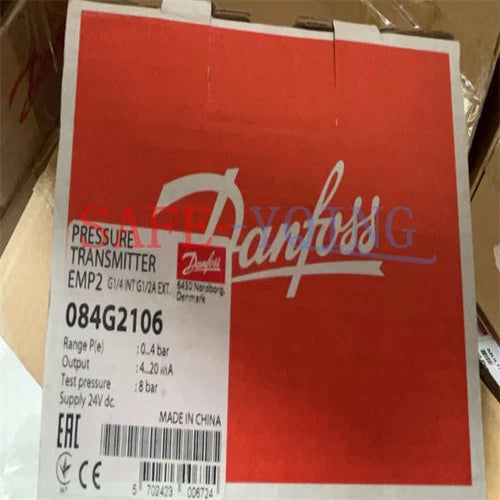 Danfoss
SAFE-YOING
PRESSURE
TRANSMITTER
EMP2 G1/4 INT G1/2A EXT.
Danfoss
6430 Nordborg,
Denmark
084G2106
Range P(e) : 0...4 bar
Output : 4...20 mA
Test pressure : 8 bar
Supply 24V dc.
MADE IN CHINA
EAC
CE
5 702423 006724